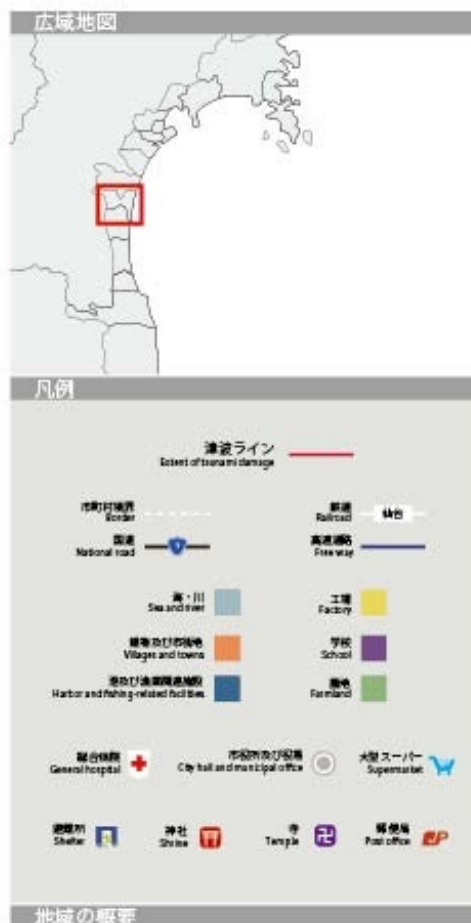 広域地図
凡例
津波ライン
Extent of tsunami damage
市町村境界
Border
鉄道
Railroad
仙台
国道
National road
高速道路
Free way
海・川
Sea and river
工場
Factory
集落及び市街地
Villages and towns
学校
School
港及び漁業関連施設
Harbor and fishing-related facilities
農地
Farmland
総合病院
General hospital
市役所及び役場
City hall and municipal office
大型スーパー
Supermarket
避難所
Shelter
神社
Shrine
寺
Temple
郵便局
Post office
地域の概要